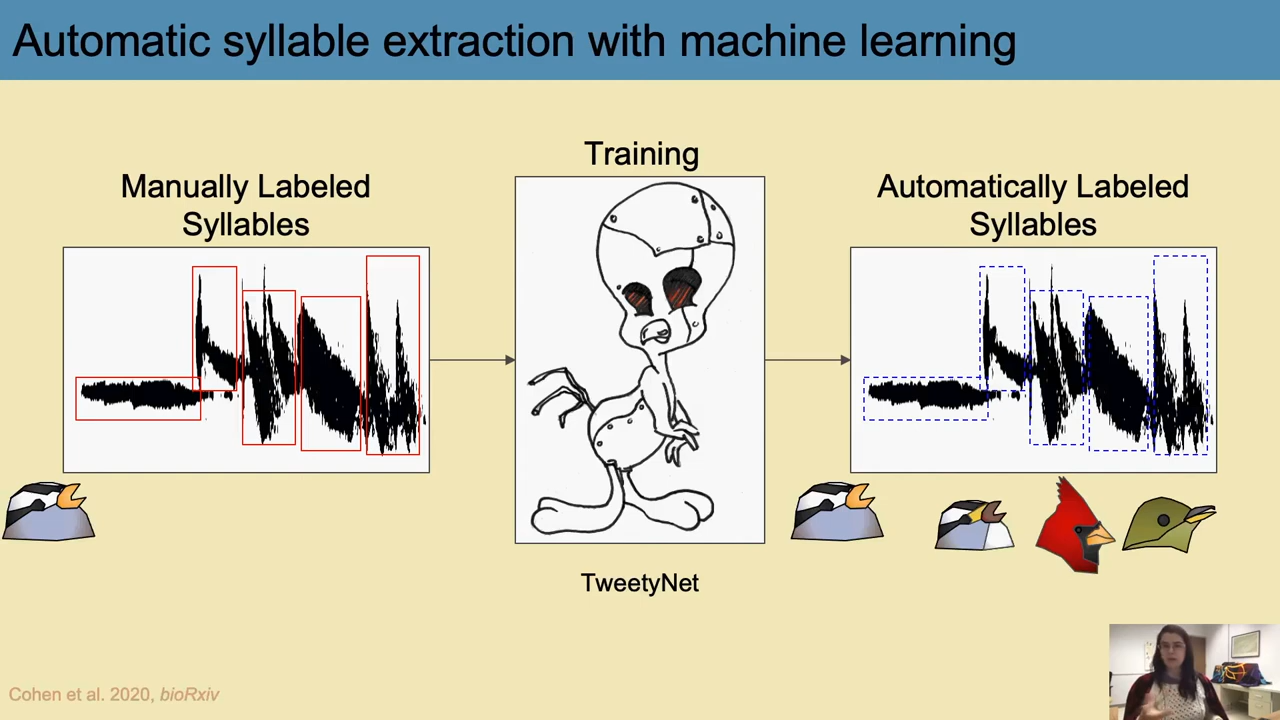 Automatic syllable extraction with machine learning
Training
Manually Labeled
Syllables
Automatically Labeled
Syllables
TweetyNet
Cohen et al. 2020, bioRxiv